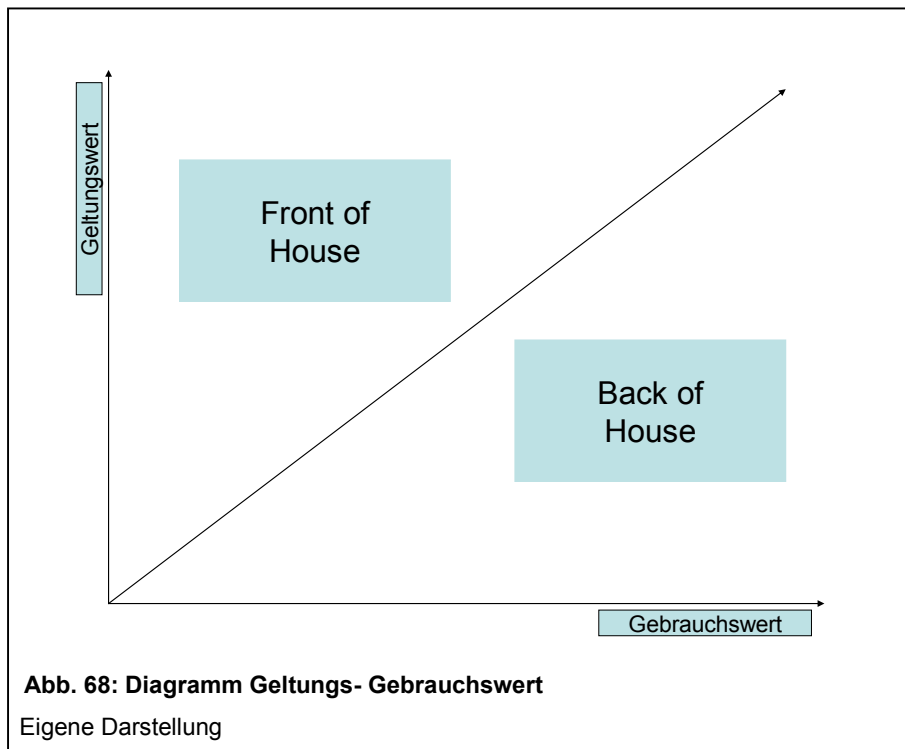 Geltungswert
Front of
House
Back of
House
Gebrauchswert
Abb. 68: Diagramm Geltungs- Gebrauchswert
Eigene Darstellung